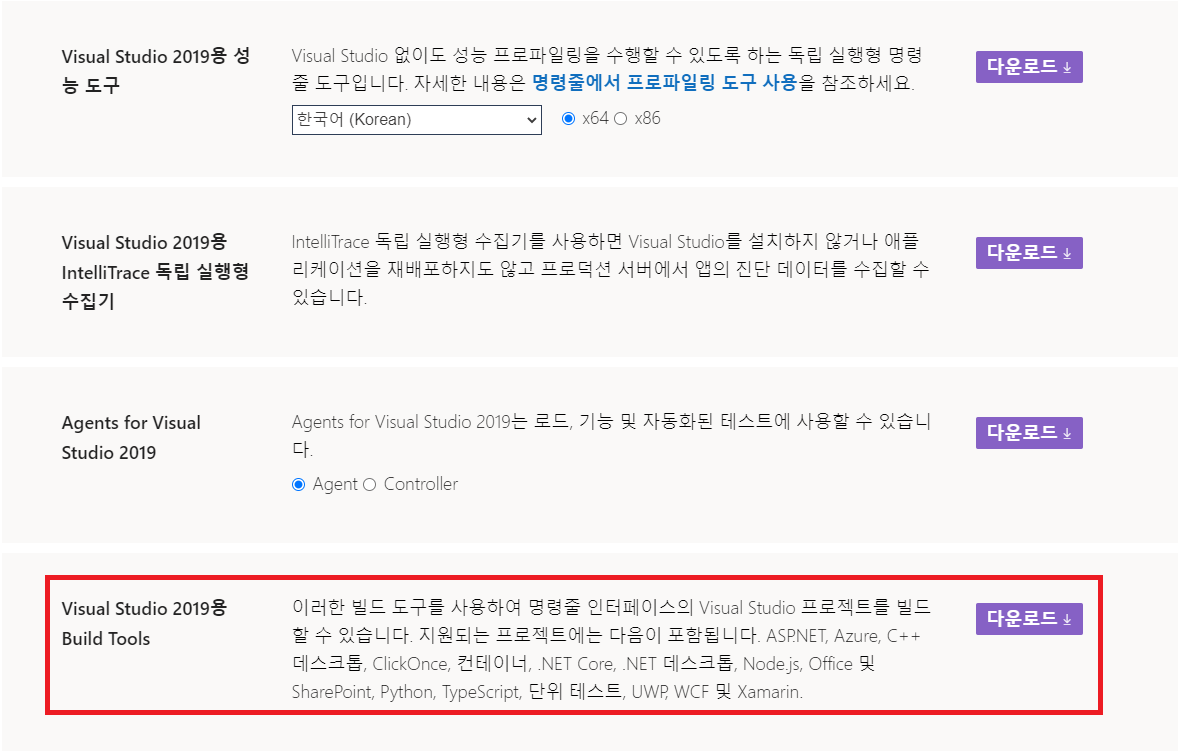 Visual Studio 2019용 성
능 도구
Visual Studio 없이도 성능 프로파일링을 수행할 수 있도록 하는 독립 실행형 명령
줄 도구입니다. 자세한 내용은 명령줄에서 프로파일링 도구 사용을 참조하세요.
한국어 (Korean)
x64 x86
다운로드
Visual Studio 2019용
IntelliTrace 독립 실행형
수집기
IntelliTrace 독립 실행형 수집기를 사용하면 Visual Studio를 설치하지 않거나 애플
리케이션을 재배포하지도 않고 프로덕션 서버에서 앱의 진단 데이터를 수집할 수
있습니다.
다운로드
Agents for Visual
Studio 2019
Agents for Visual Studio 2019는 로드, 기능 및 자동화된 테스트에 사용할 수 있습니
다.
Agent Controller
다운로드
Visual Studio 2019용
Build Tools
이러한 빌드 도구를 사용하여 명령줄 인터페이스의 Visual Studio 프로젝트를 빌드
할 수 있습니다. 지원되는 프로젝트에는 다음이 포함됩니다. ASP.NET, Azure, C++
데스크톱, ClickOnce, 컨테이너, .NET Core, .NET 데스크톱, Node.js, Office 및
SharePoint, Python, TypeScript, 단위 테스트, UWP, WCF 및 Xamarin.
다운로드